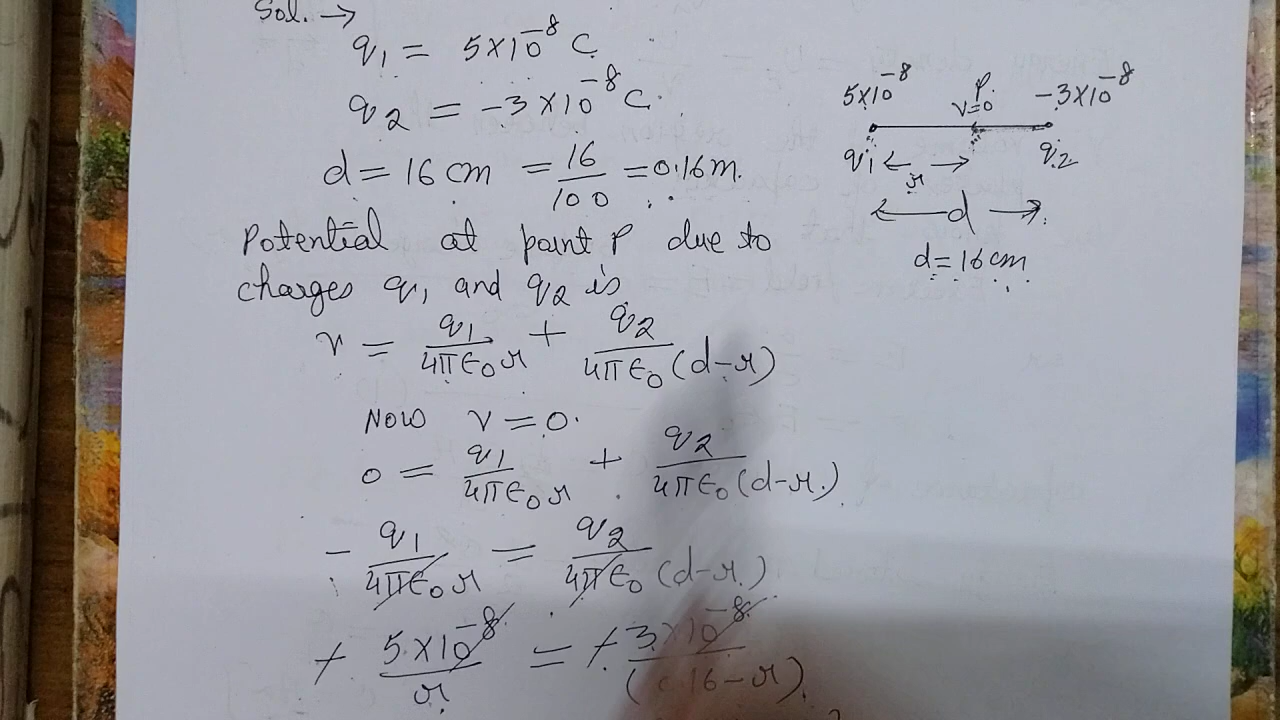 Sol. →
q₁ = 5×10⁻⁸ C.
q₂ = -3×10⁻⁸ C.
d = 16 cm = 16/100 = 0.16m.
5×10⁻⁸ P. V=0 -3×10⁻⁸
q₁ ← r → q₂
← d →
d = 16 cm
Potential at point P due to
charges q₁ and q₂ is
V = q₁/4πε₀r + q₂/4πε₀(d-r)
Now V = 0.
0 = q₁/4πε₀r + q₂/4πε₀(d-r)
- q₁/4πε₀r = q₂/4πε₀(d-r)
- 5×10⁻⁸/r = - 3×10⁻⁸/(0.16-r)